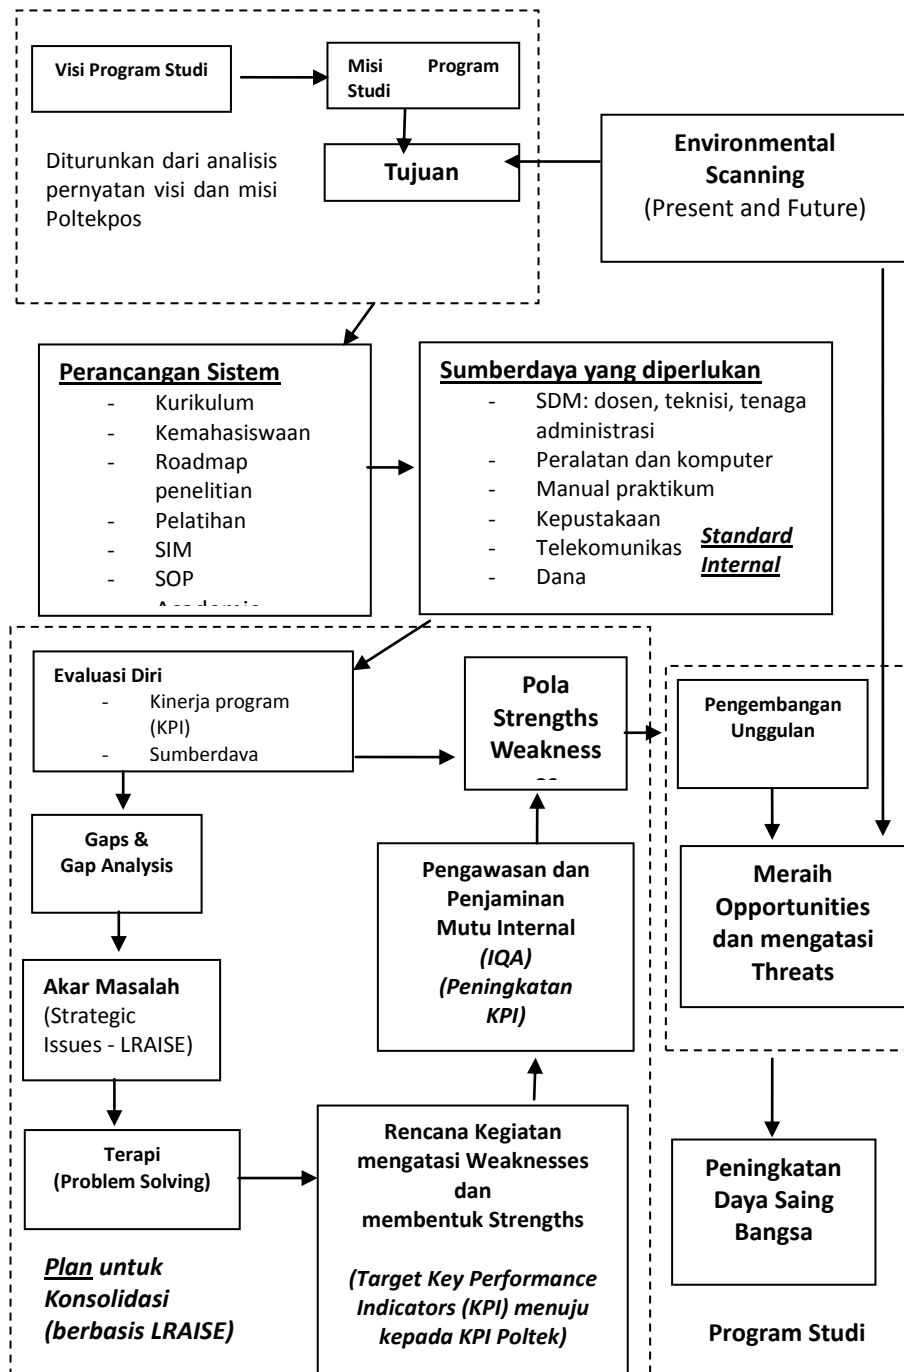 Visi Program Studi
Misi Program
Studi
Diturunkan dari analisis
pernyatan visi dan misi
Poltekpos
Tujuan
Environmental
Scanning
(Present and Future)
Perancangan Sistem
- Kurikulum
- Kemahasiswaan
- Roadmap
penelitian
- Pelatihan
- SIM
- SOP
Sumberdaya yang diperlukan
- SDM: dosen, teknisi, tenaga
administrasi
- Peralatan dan komputer
- Manual praktikum
- Kepustakaan
- Telekomunikas
- Dana
Standard
Internal
Evaluasi Diri
- Kinerja program
(KPI)
- Sumberdaya
Pola
Strengths
Weakness
Pengembangan
Unggulan
Gaps &
Gap Analysis
Pengawasan dan
Penjaminan
Mutu Internal
(IQA)
(Peningkatan
KPI)
Meraih
Opportunities
dan mengatasi
Threats
Akar Masalah
(Strategic
Issues - LRAISE)
Terapi
(Problem Solving)
Rencana Kegiatan
mengatasi Weaknesses
dan
membentuk Strengths
(Target Key Performance
Indicators (KPI) menuju
kepada KPI Poltek)
Peningkatan
Daya Saing
Bangsa
Plan untuk
Konsolidasi
(berbasis LRAISE)
Program Studi